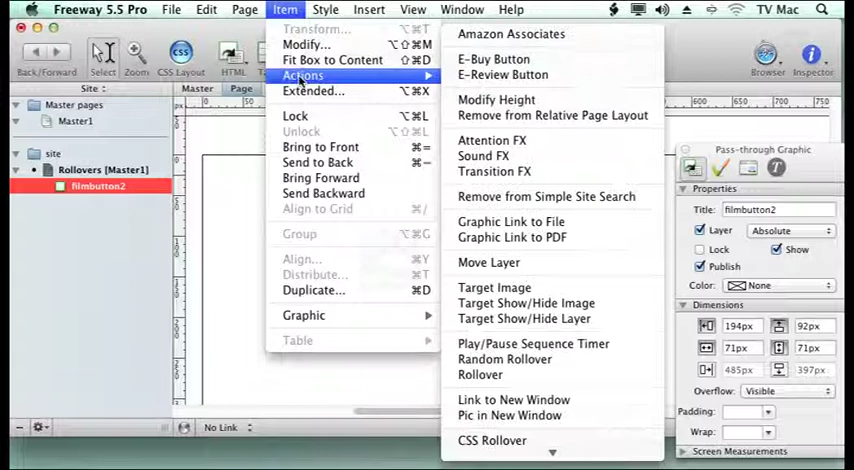 Freeway 5.5 Pro File Edit Page Item Style Insert View Window Help TV Mac
Back/Forward Select Zoom CSS Layout HTML Browser Inspector
Site: Master Page
px 0 50 600 650 700 750
Master pages
Master1
site
Rollovers [Master1]
filmbutton2
Transform... ⌥⌘T
Modify... ⌥⇧⌘M
Fit Box to Content ⇧⌘D
Actions
Extended... ⌥⌘X
Lock ⌥⌘L
Unlock ⌥⇧⌘L
Bring to Front ⌘=
Send to Back ⌘−
Bring Forward
Send Backward
Align to Grid ⌘/
Group ⌘G
Align... ⌘Y
Distribute... ⌘T
Duplicate... ⌘D
Graphic
Table
Amazon Associates
E-Buy Button
E-Review Button
Modify Height
Remove from Relative Page Layout
Attention FX
Sound FX
Transition FX
Remove from Simple Site Search
Graphic Link to File
Graphic Link to PDF
Move Layer
Target Image
Target Show/Hide Image
Target Show/Hide Layer
Play/Pause Sequence Timer
Random Rollover
Rollover
Link to New Window
Pic in New Window
CSS Rollover
Pass-through Graphic
Properties
Title: filmbutton2
Layer Absolute
Lock Show
Publish
Color: None
Dimensions
194px 92px
71px 71px
485px 397px
Overflow: Visible
Padding:
Wrap:
Screen Measurements
No Link